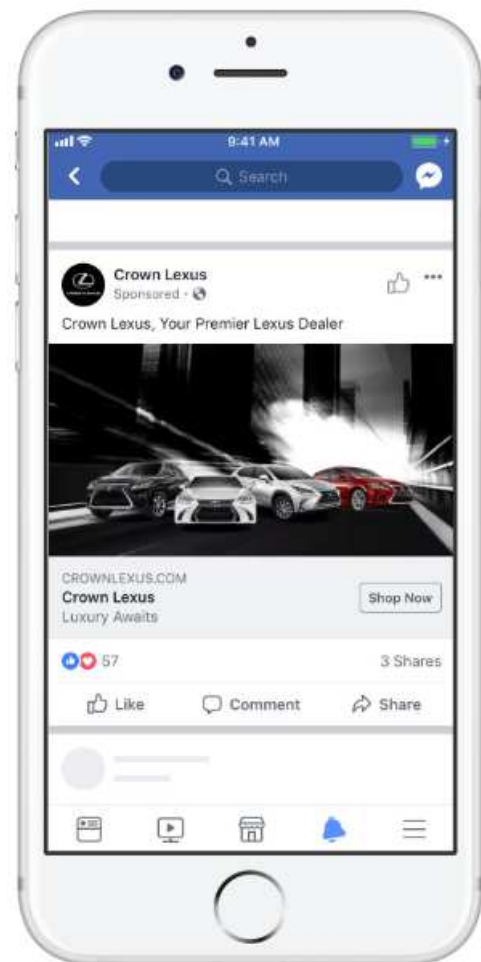 9:41 AM
Search
Crown Lexus
Sponsored ·
Crown Lexus, Your Premier Lexus Dealer
CROWNLEXUS.COM
Crown Lexus
Luxury Awaits
Shop Now
57
3 Shares
Like
Comment
Share